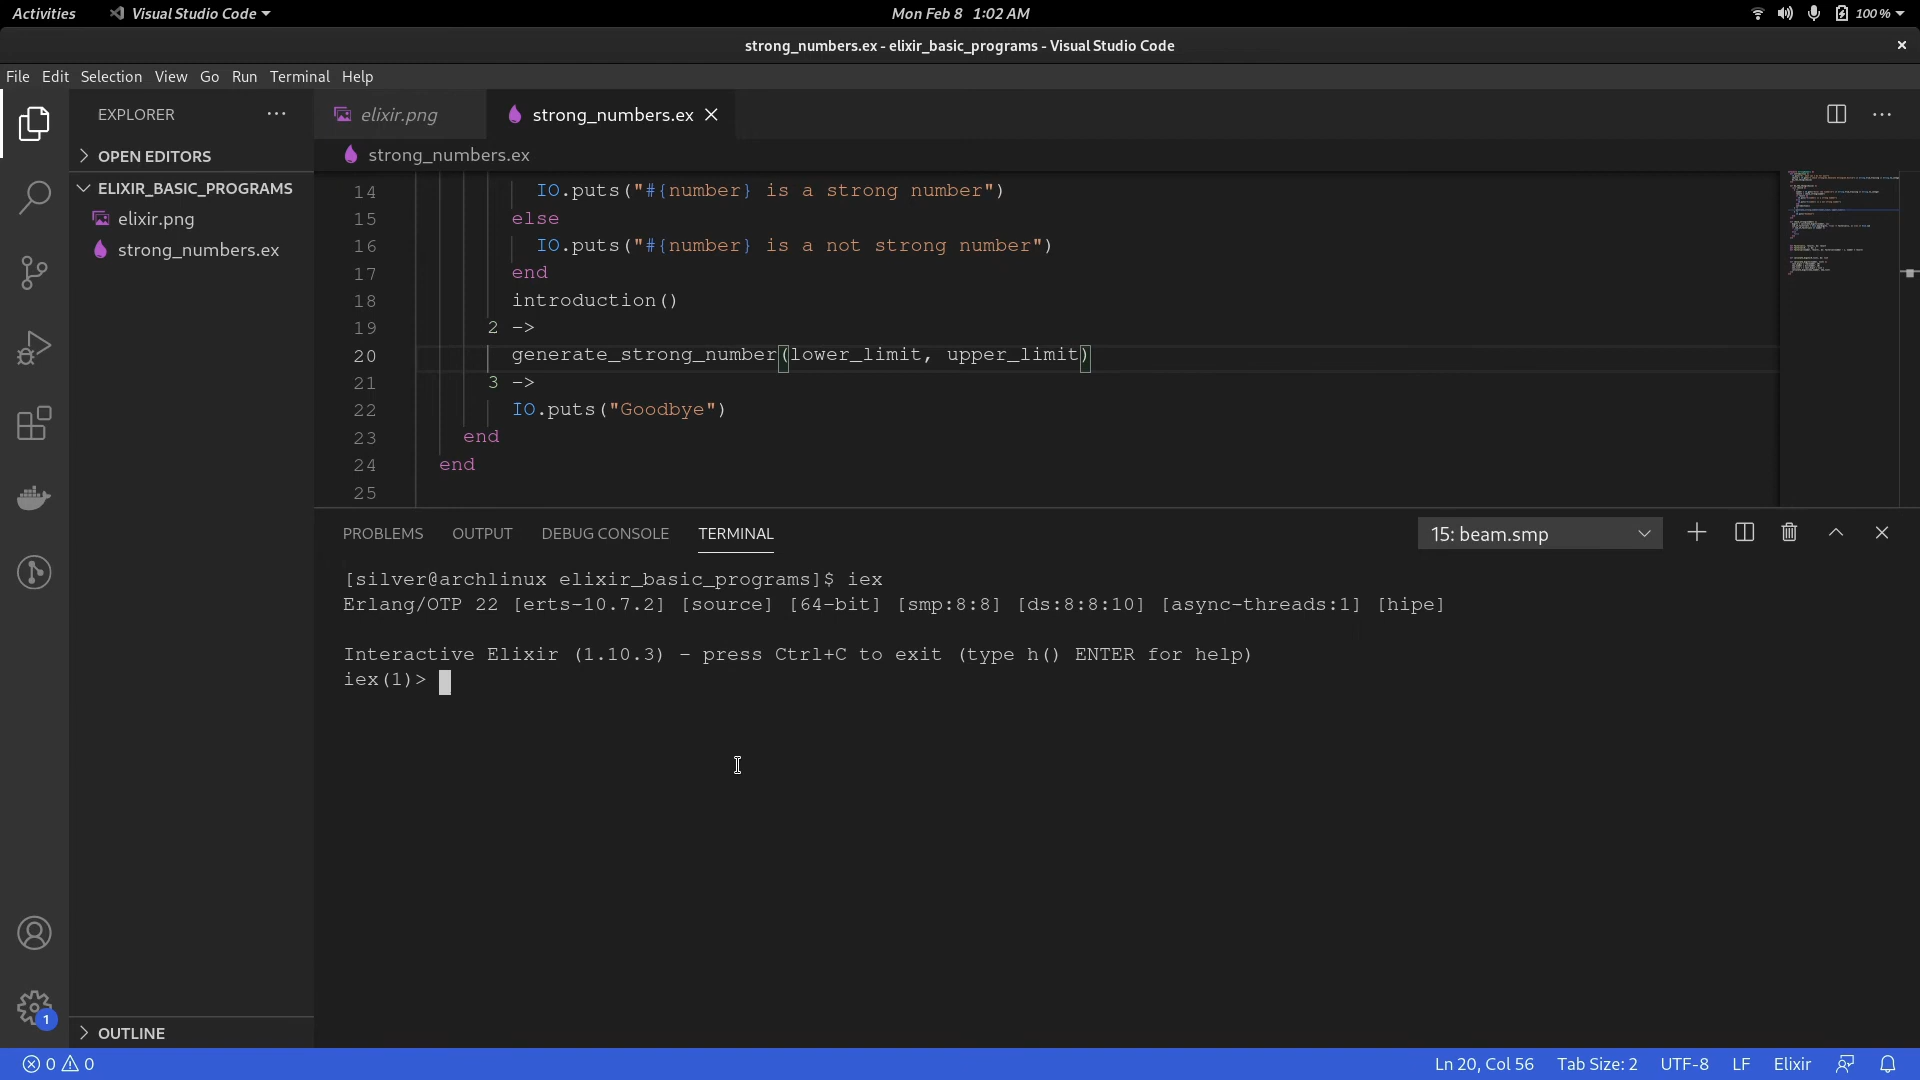 Activities
Visual Studio Code
Mon Feb 8 1:02 AM
100 %
strong_numbers.ex - elixir_basic_programs - Visual Studio Code
File Edit Selection View Go Run Terminal Help
EXPLORER
OPEN EDITORS
ELIXIR_BASIC_PROGRAMS
elixir.png
strong_numbers.ex
OUTLINE
1
elixir.png
strong_numbers.ex
strong_numbers.ex
14 IO.puts("#{number} is a strong number")
15 else
16 IO.puts("#{number} is a not strong number")
17 end
18 introduction()
19 2 ->
20 generate_strong_number(lower_limit, upper_limit)
21 3 ->
22 IO.puts("Goodbye")
23 end
24 end
25
PROBLEMS OUTPUT DEBUG CONSOLE TERMINAL
15: beam.smp
[silver@archlinux elixir_basic_programs]$ iex
Erlang/OTP 22 [erts-10.7.2] [source] [64-bit] [smp:8:8] [ds:8:8:10] [async-threads:1] [hipe]
Interactive Elixir (1.10.3) - press Ctrl+C to exit (type h() ENTER for help)
iex(1)>
0 0
Ln 20, Col 56 Tab Size: 2 UTF-8 LF Elixir